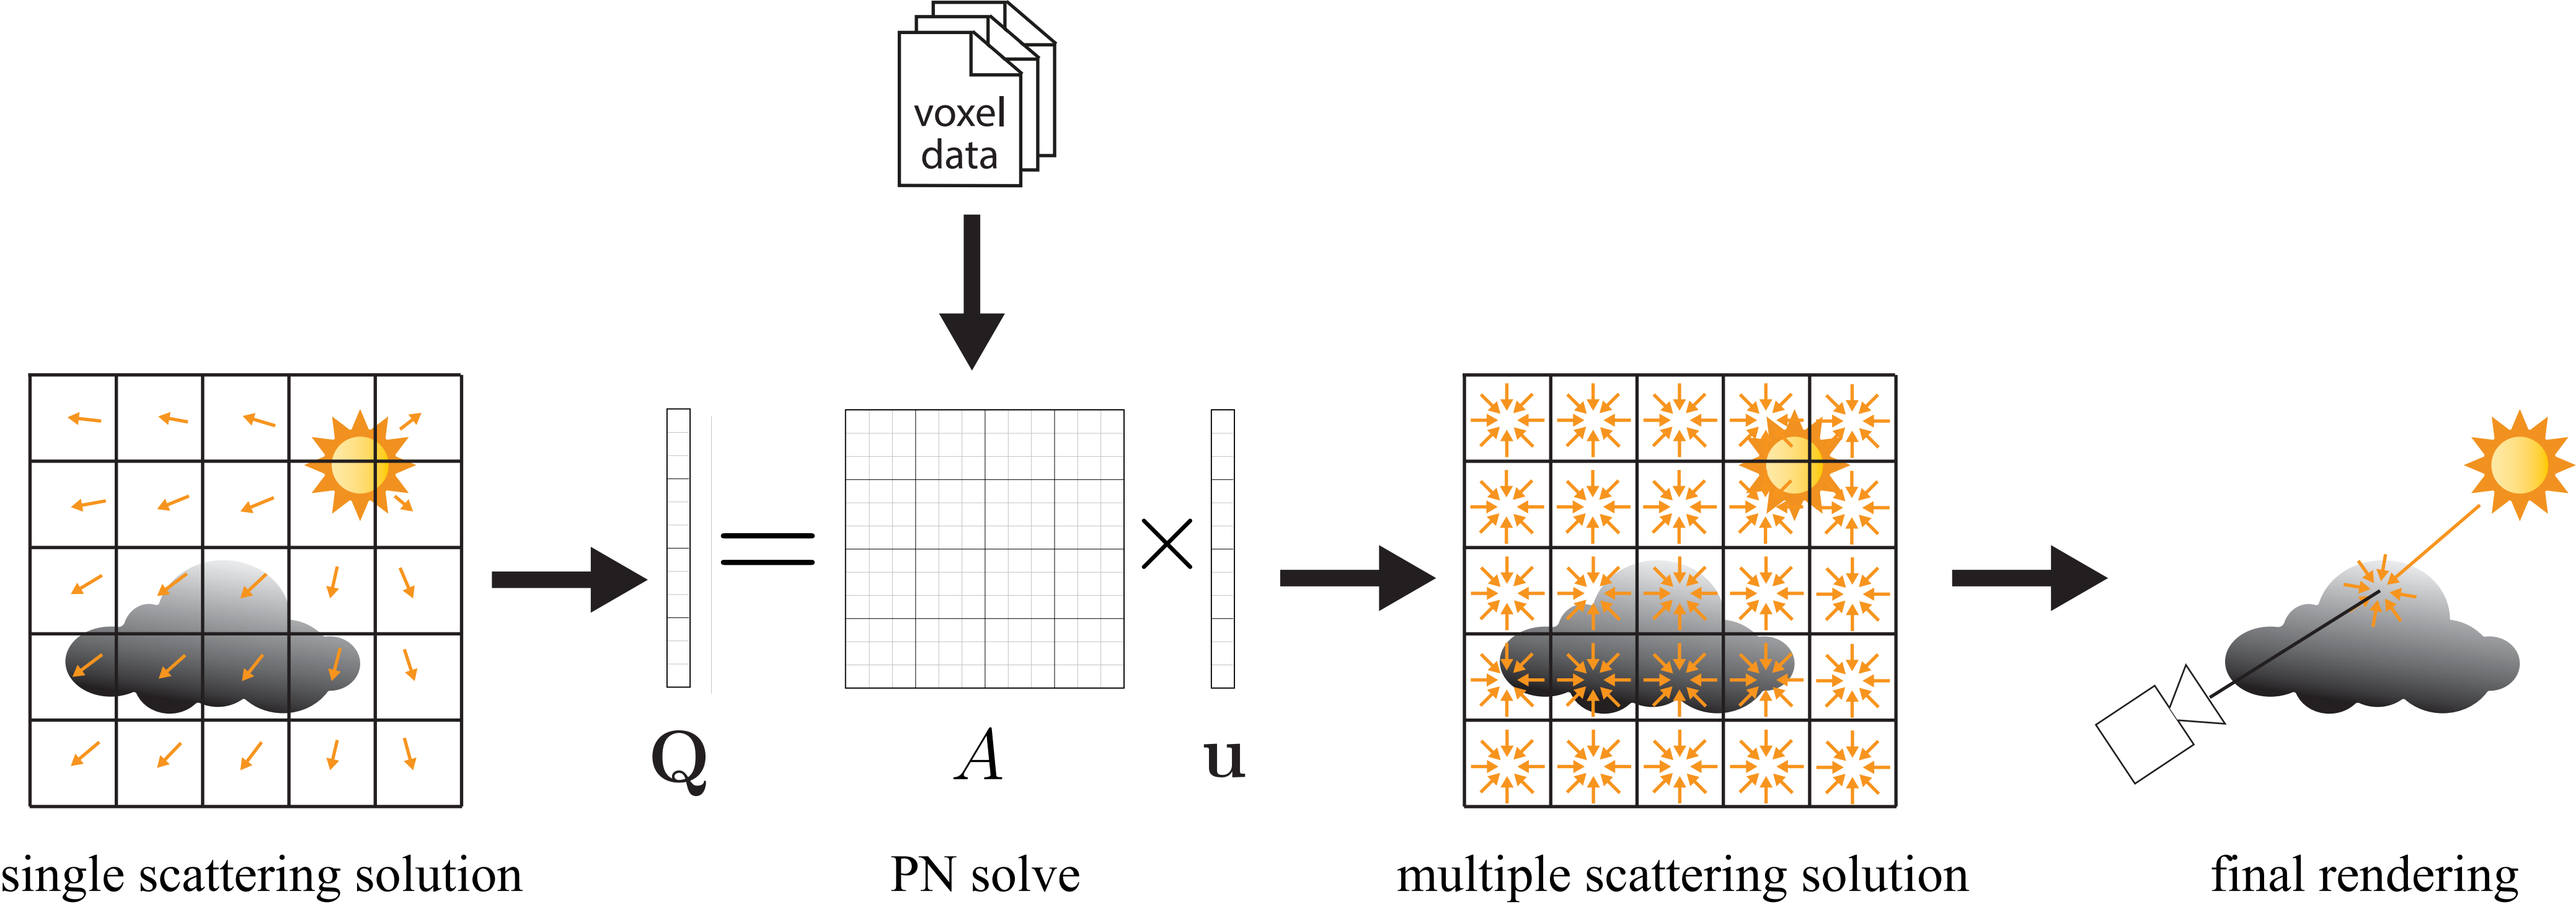 voxel
data
Q = A × u
single scattering solution
PN solve
multiple scattering solution
final rendering